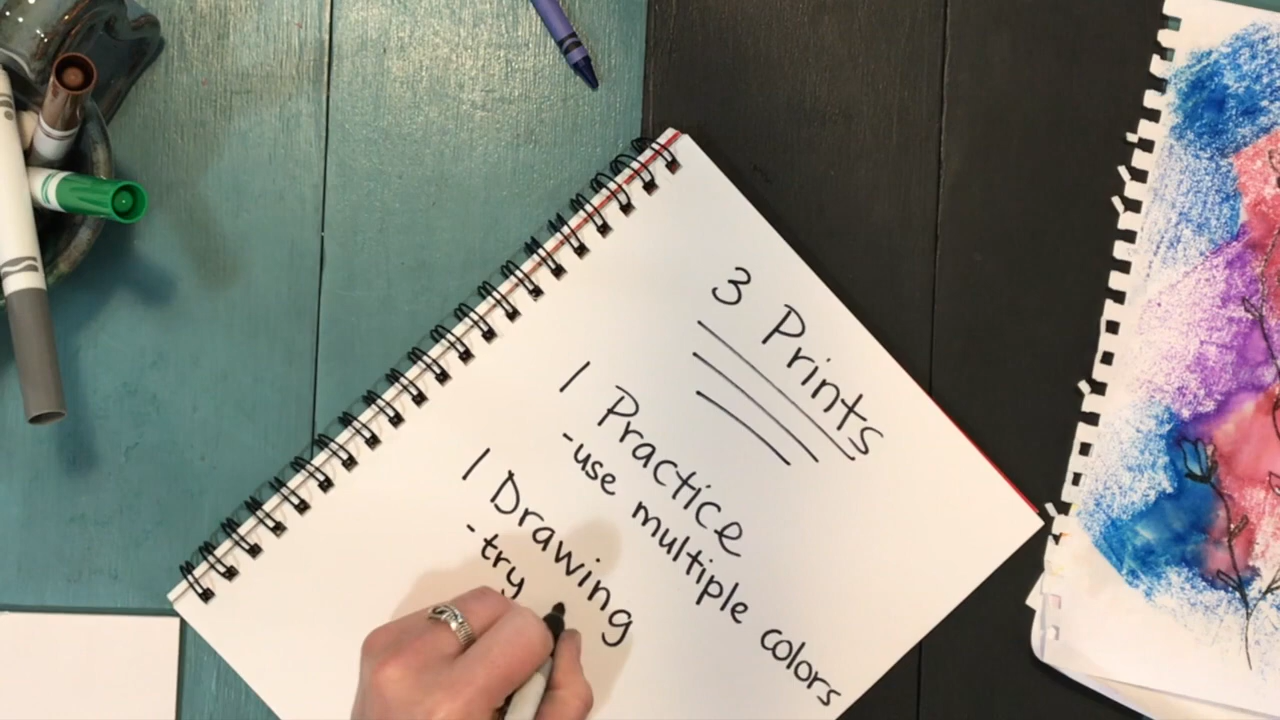 3 Prints
1 Practice
-use multiple colors
1 Drawing
-try